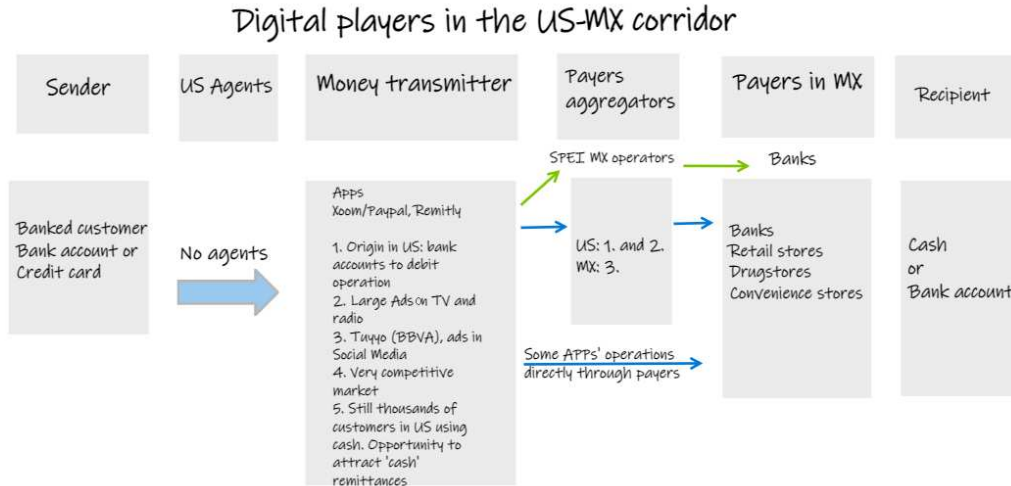 Digital players in the US-MX corridor
Sender
US Agents
Money transmitter
Payers
aggregators
Payers in MX
Recipient
Banked customer
Bank account or
Credit card
No agents
Apps
Xoom/Paypal, Remitly
1. Origin in US: bank
accounts to debit
operation
2. Large Ads on TV and
radio
3. Tuyyo (BBVA), ads in
Social Media
4. Very competitive
market
5. Still thousands of
customers in US using
cash. Opportunity to
attract 'cash'
remittances
SPEI MX operators
Banks
US: 1. and 2.
MX: 3.
Some APPs' operations
directly through payers
Banks
Retail stores
Drugstores
Convenience stores
Cash
or
Bank account